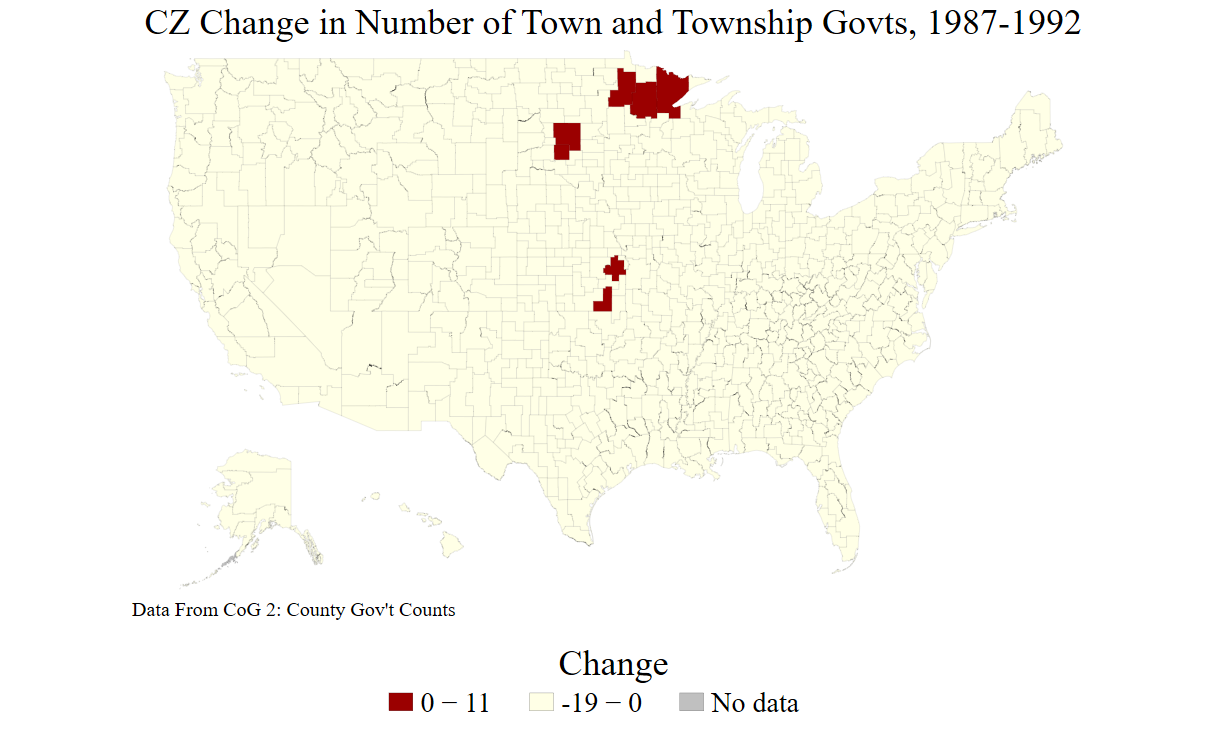 CZ Change in Number of Town and Township Govts, 1987-1992
Data From CoG 2: County Gov't Counts
Change
0 − 11 -19 − 0 No data